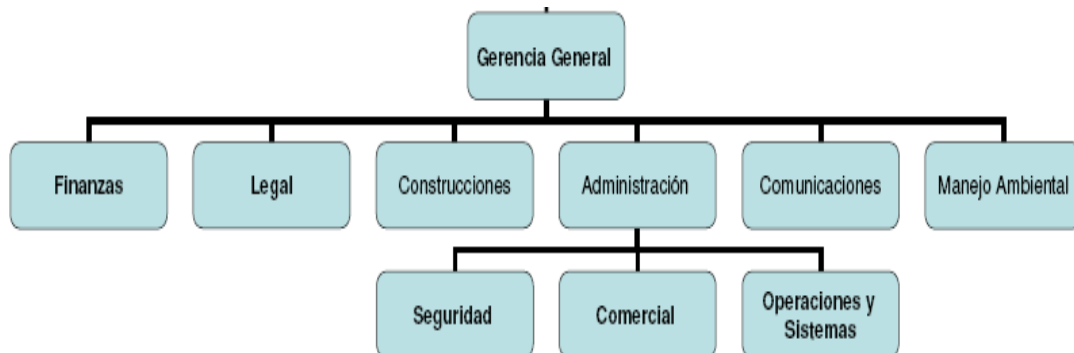 Gerencia General
Finanzas
Legal
Construcciones
Administración
Comunicaciones
Manejo Ambiental
Seguridad
Comercial
Operaciones y
Sistemas